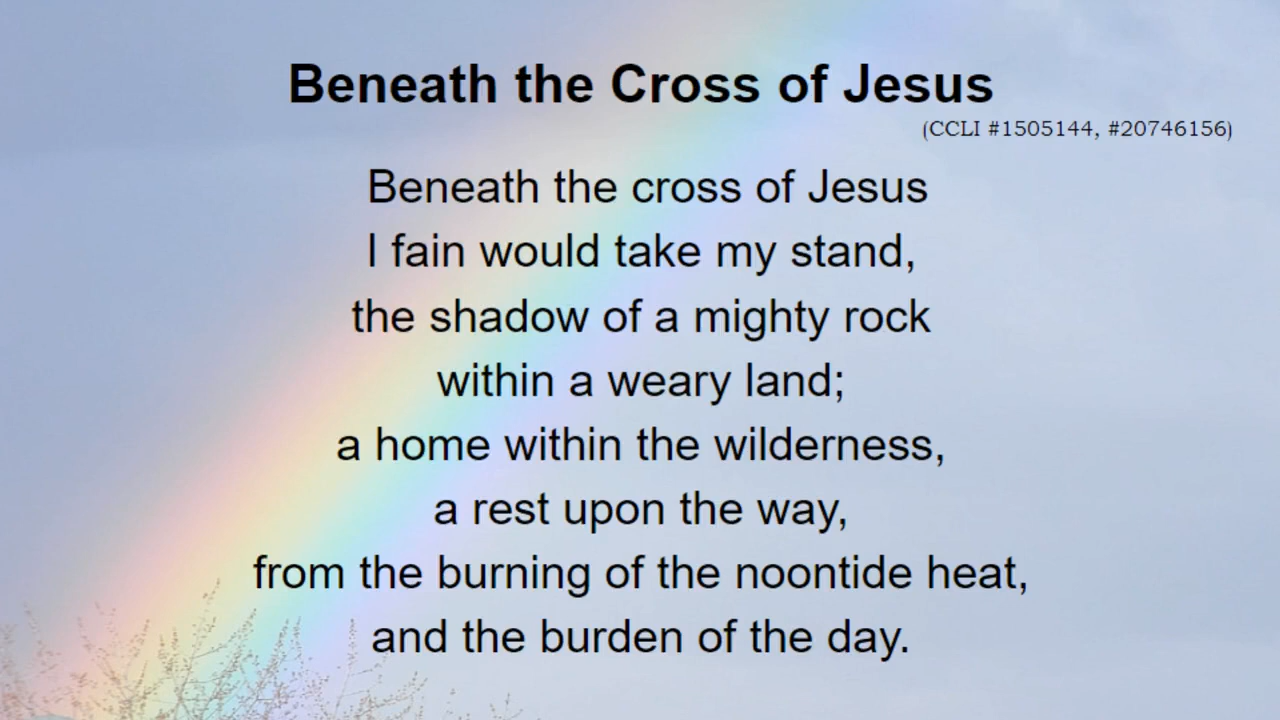 Beneath the Cross of Jesus
(CCLI #1505144, #20746156)
Beneath the cross of Jesus
I fain would take my stand,
the shadow of a mighty rock
within a weary land;
a home within the wilderness,
a rest upon the way,
from the burning of the noontide heat,
and the burden of the day.